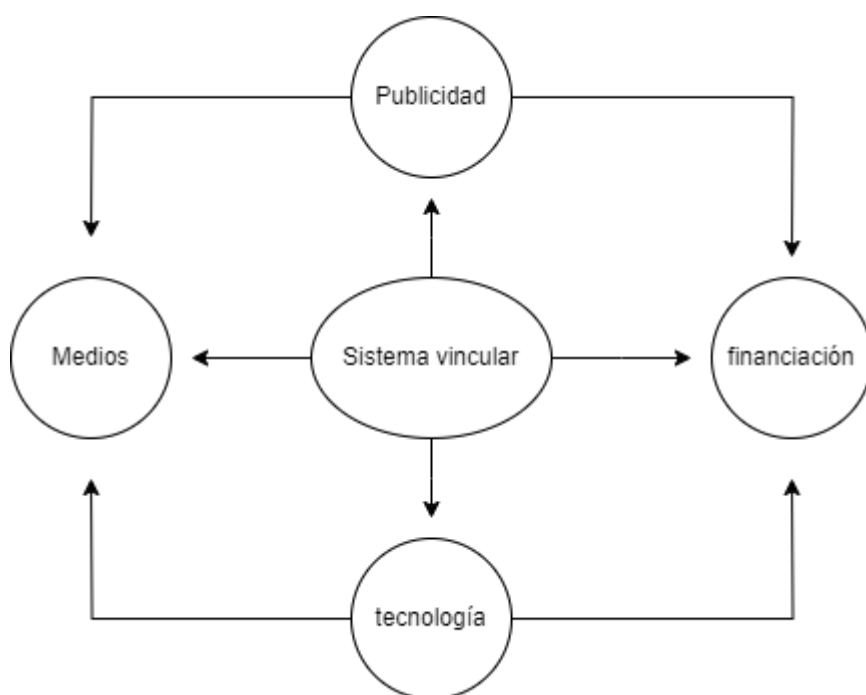 Publicidad
Medios
Sistema vincular
financiación
tecnología